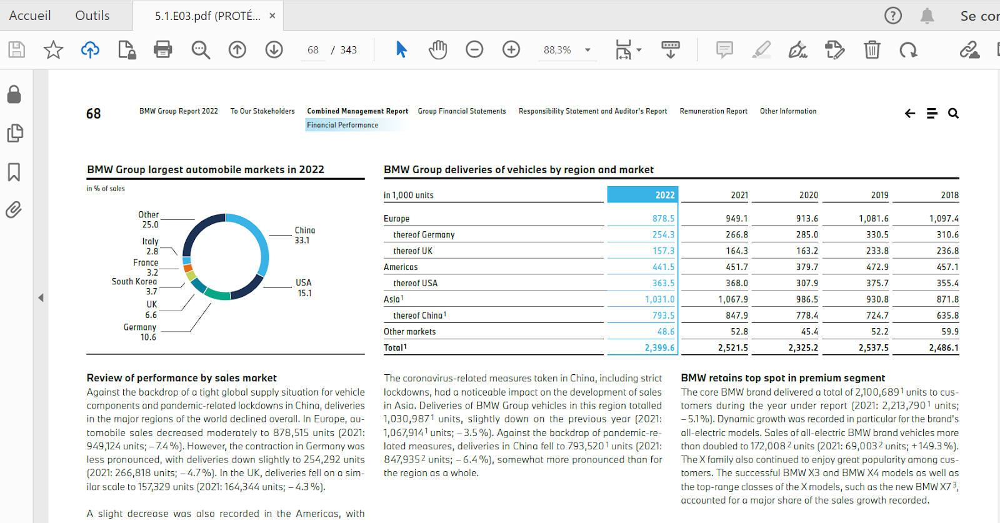 Accueil Outils 5.1.E03.pdf (PROTÉ... × ? Se con
68 / 343 88,3%
68 BMW Group Report 2022 To Our Stakeholders Combined Management Report Group Financial Statements Responsibility Statement and Auditor's Report Remuneration Report Other Information
Financial Performance
BMW Group largest automobile markets in 2022
in % of sales
Other
25.0
Italy
2.8
France
3.2
South Korea
3.7
UK
6.6
Germany
10.6
China
33.1
USA
15.1
BMW Group deliveries of vehicles by region and market
in 1,000 units 2022 2021 2020 2019 2018
Europe 878.5 949.1 913.6 1,081.6 1,097.4
thereof Germany 254.3 266.8 285.0 330.5 310.6
thereof UK 157.3 164.3 163.2 233.8 236.8
Americas 441.5 451.7 379.7 472.9 457.1
thereof USA 363.5 368.0 307.9 375.7 355.4
Asia¹ 1,031.0 1,067.9 986.5 930.8 871.8
thereof China¹ 793.5 847.9 778.4 724.7 635.8
Other markets 48.6 52.8 45.4 52.2 59.9
Total¹ 2,399.6 2,521.5 2,325.2 2,537.5 2,486.1
Review of performance by sales market
Against the backdrop of a tight global supply situation for vehicle
components and pandemic-related lockdowns in China, deliveries
in the major regions of the world declined overall. In Europe, au-
tomobile sales decreased moderately to 878,515 units (2021:
949,124 units; – 7.4 %). However, the contraction in Germany was
less pronounced, with deliveries down slightly to 254,292 units
(2021: 266,818 units; – 4.7 %). In the UK, deliveries fell on a sim-
ilar scale to 157,329 units (2021: 164,344 units; – 4.3 %).
A slight decrease was also recorded in the Americas, with
The coronavirus-related measures taken in China, including strict
lockdowns, had a noticeable impact on the development of sales
in Asia. Deliveries of BMW Group vehicles in this region totalled
1,030,987¹ units, slightly down on the previous year (2021:
1,067,914¹ units; – 3.5 %). Against the backdrop of pandemic-re-
lated measures, deliveries in China fell to 793,520¹ units (2021:
847,935² units; – 6.4 %), somewhat more pronounced than for
the region as a whole.
BMW retains top spot in premium segment
The core BMW brand delivered a total of 2,100,689¹ units to cus-
tomers during the year under report (2021: 2,213,790¹ units;
– 5.1 %). Dynamic growth was recorded in particular for the brand's
all-electric models. Sales of all-electric BMW brand vehicles more
than doubled to 172,008² units (2021: 69,003² units; + 149.3 %).
The X family also continued to enjoy great popularity among cus-
tomers. The successful BMW X3 and BMW X4 models as well as
the top-range classes of the X models, such as the new BMW X7³,
accounted for a major share of the sales growth recorded.